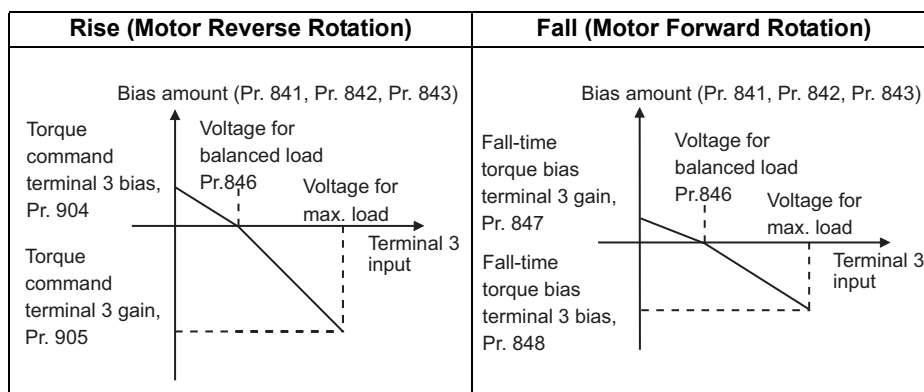 Rise (Motor Reverse Rotation)
Bias amount (Pr. 841, Pr. 842, Pr. 843)
Torque
command
terminal 3 bias,
Pr. 904
Voltage for
balanced load
Pr.846
Voltage for
max. load
Terminal 3
input
Torque
command
terminal 3 gain,
Pr. 905
Fall (Motor Forward Rotation)
Bias amount (Pr. 841, Pr. 842, Pr. 843)
Fall-time
torque bias
terminal 3 gain,
Pr. 847
Voltage for
balanced load
Pr.846
Voltage for
max. load
Terminal 3
input
Fall-time
torque bias
terminal 3 bias,
Pr. 848